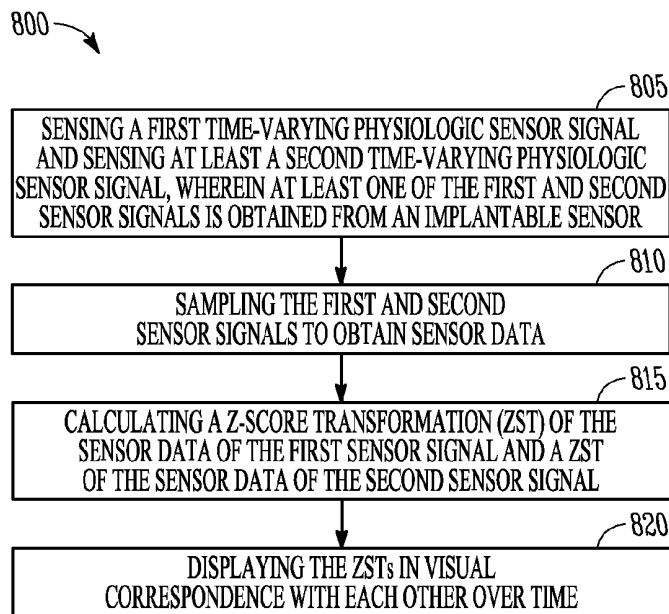 800
805
SENSING A FIRST TIME-VARYING PHYSIOLOGIC SENSOR SIGNAL
AND SENSING AT LEAST A SECOND TIME-VARYING PHYSIOLOGIC
SENSOR SIGNAL, WHEREIN AT LEAST ONE OF THE FIRST AND SECOND
SENSOR SIGNALS IS OBTAINED FROM AN IMPLANTABLE SENSOR
810
SAMPLING THE FIRST AND SECOND
SENSOR SIGNALS TO OBTAIN SENSOR DATA
815
CALCULATING A Z-SCORE TRANSFORMATION (ZST) OF THE
SENSOR DATA OF THE FIRST SENSOR SIGNAL AND A ZST
OF THE SENSOR DATA OF THE SECOND SENSOR SIGNAL
820
DISPLAYING THE ZSTs IN VISUAL
CORRESPONDENCE WITH EACH OTHER OVER TIME